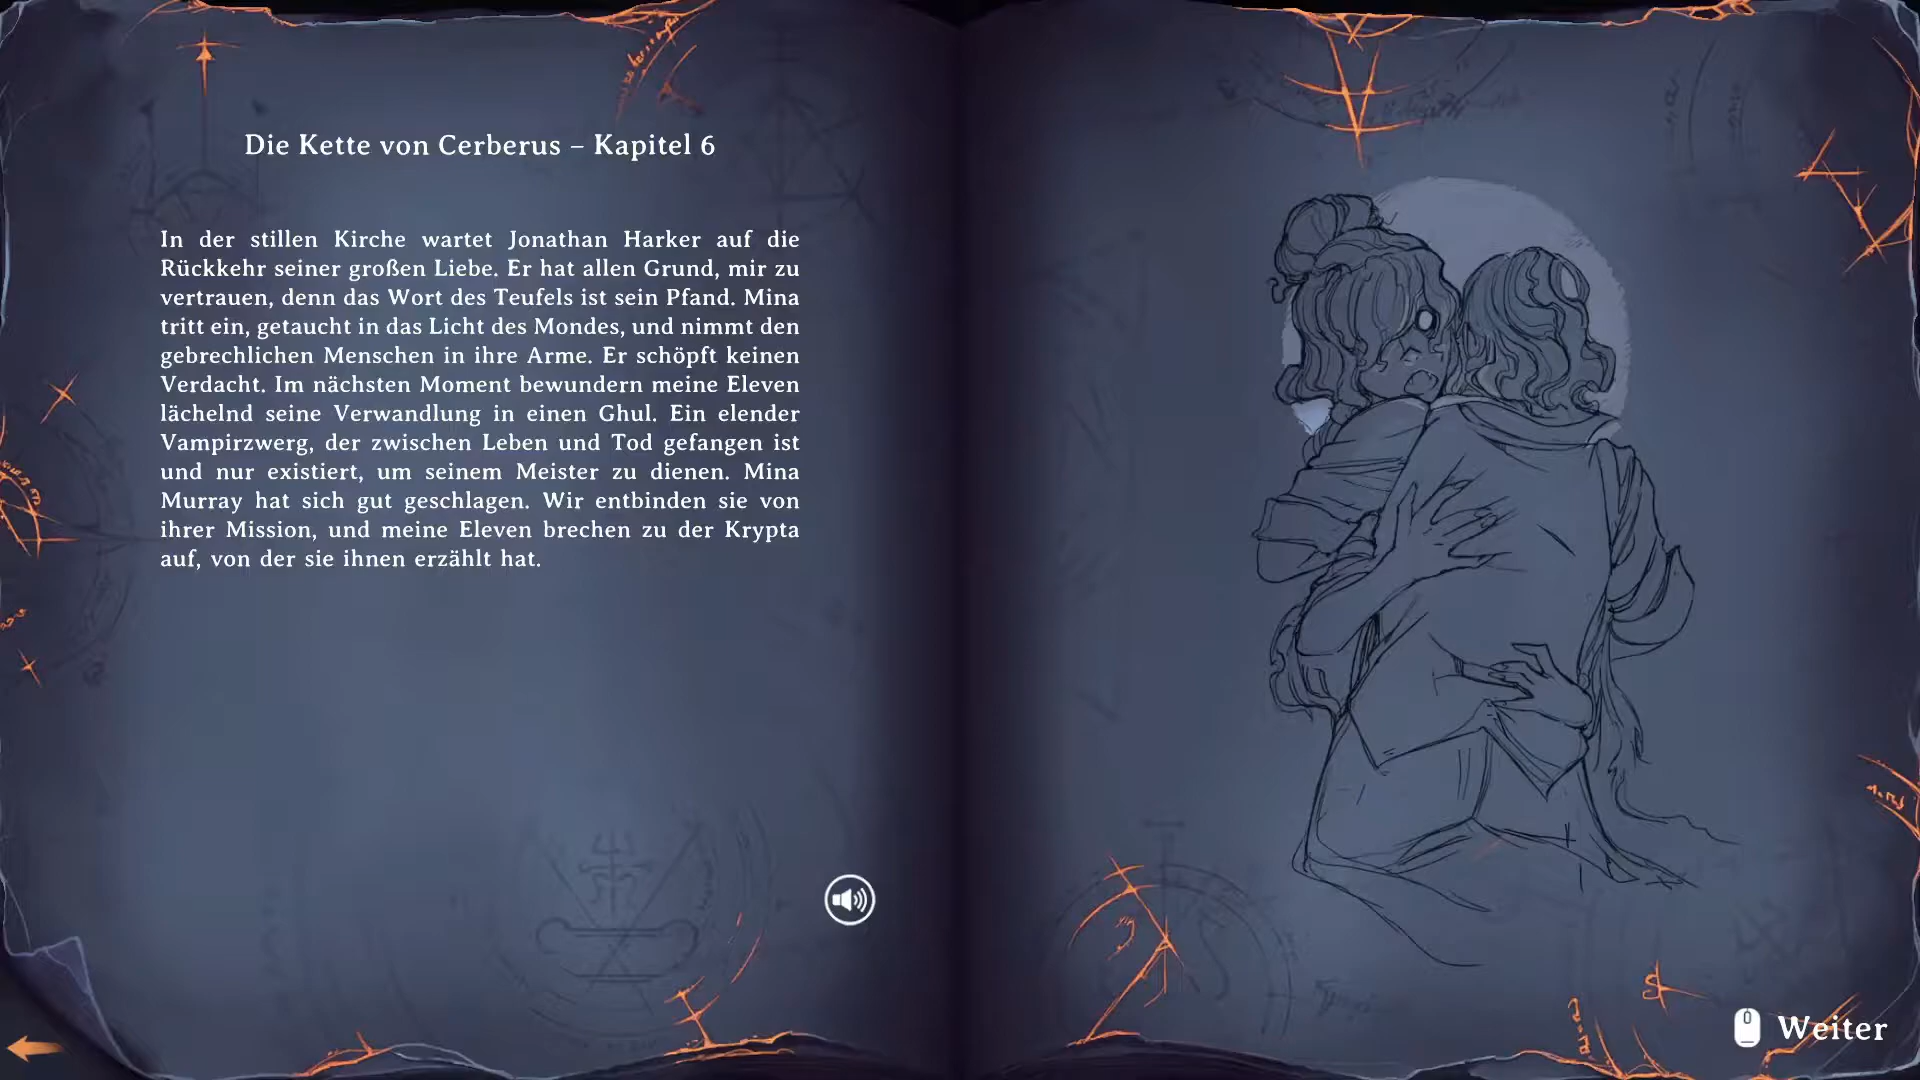 Die Kette von Cerberus – Kapitel 6
In der stillen Kirche wartet Jonathan Harker auf die
Rückkehr seiner großen Liebe. Er hat allen Grund, mir zu
vertrauen, denn das Wort des Teufels ist sein Pfand. Mina
tritt ein, getaucht in das Licht des Mondes, und nimmt den
gebrechlichen Menschen in ihre Arme. Er schöpft keinen
Verdacht. Im nächsten Moment bewundern meine Eleven
lächelnd seine Verwandlung in einen Ghul. Ein elender
Vampirzwerg, der zwischen Leben und Tod gefangen ist
und nur existiert, um seinem Meister zu dienen. Mina
Murray hat sich gut geschlagen. Wir entbinden sie von
ihrer Mission, und meine Eleven brechen zu der Krypta
auf, von der sie ihnen erzählt hat.
Weiter